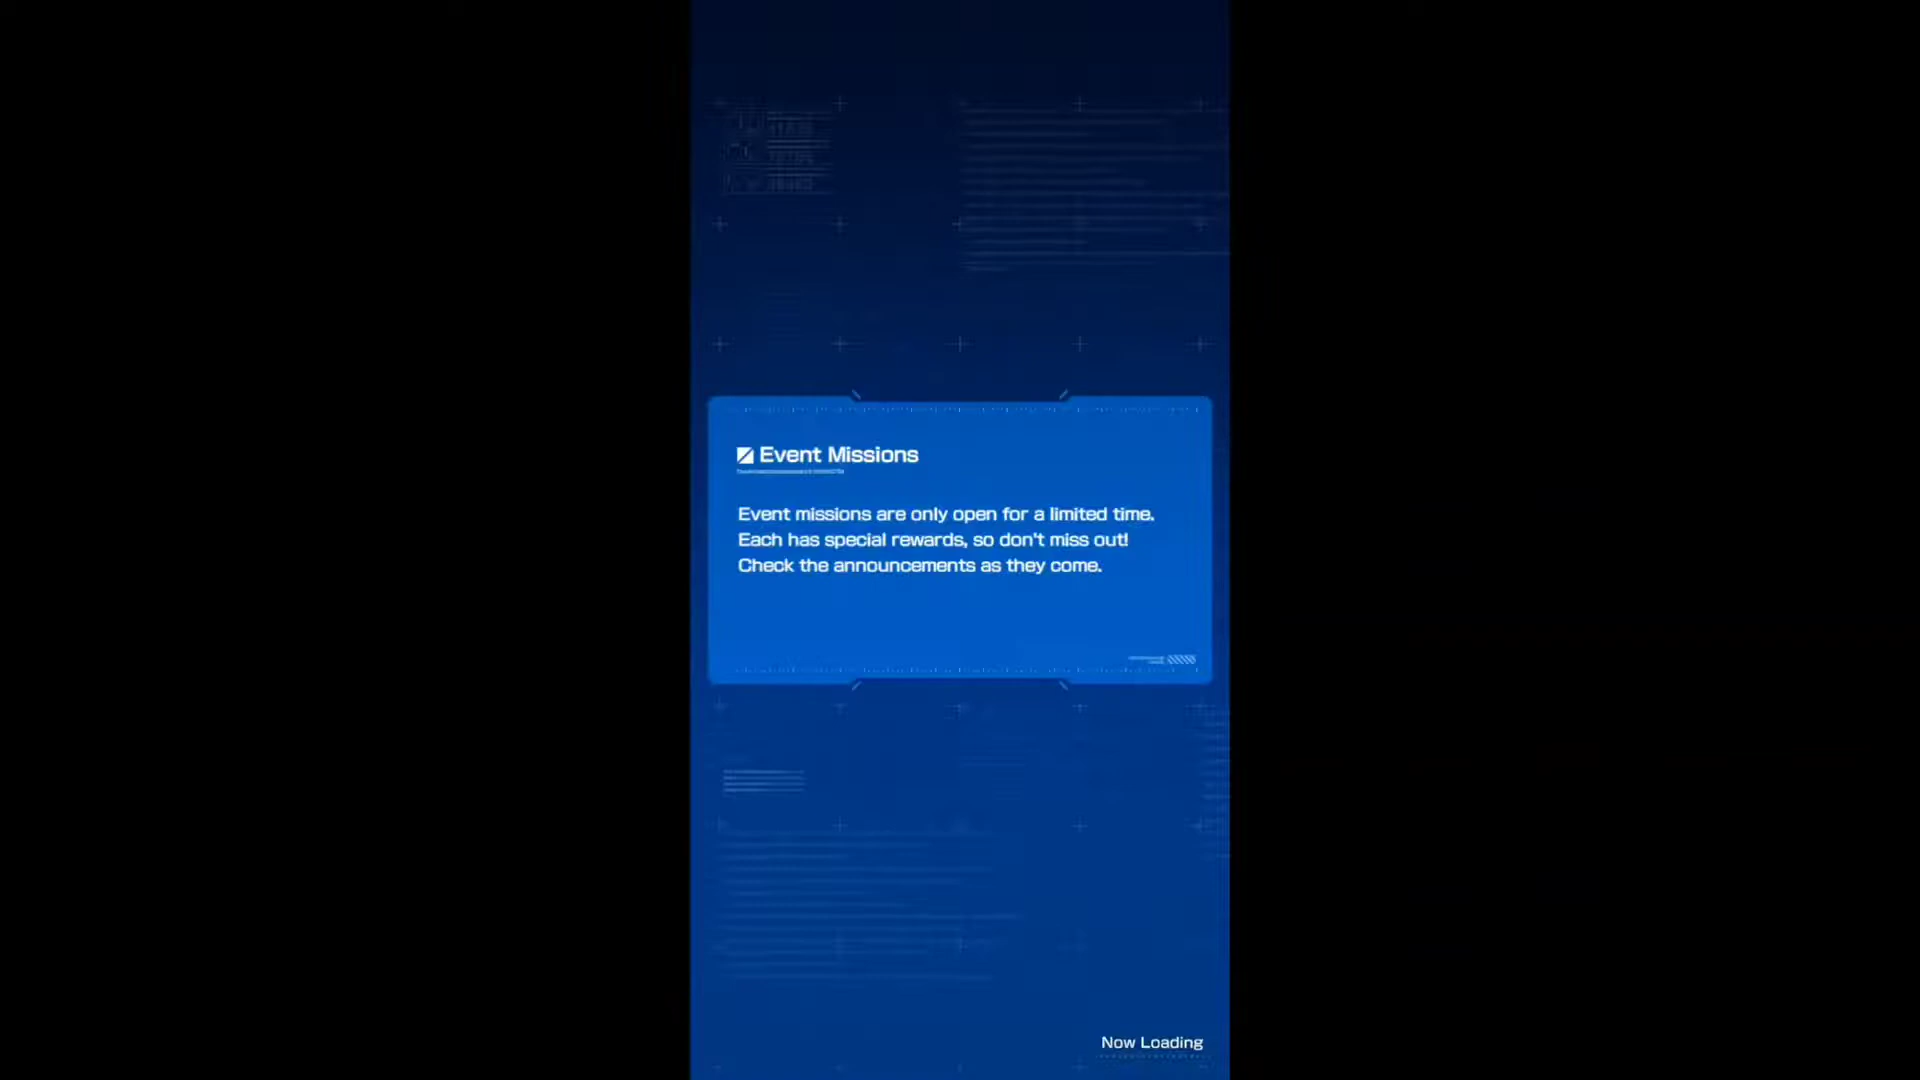 Event Missions
Event missions are only open for a limited time.
Each has special rewards, so don't miss out!
Check the announcements as they come.
Now Loading